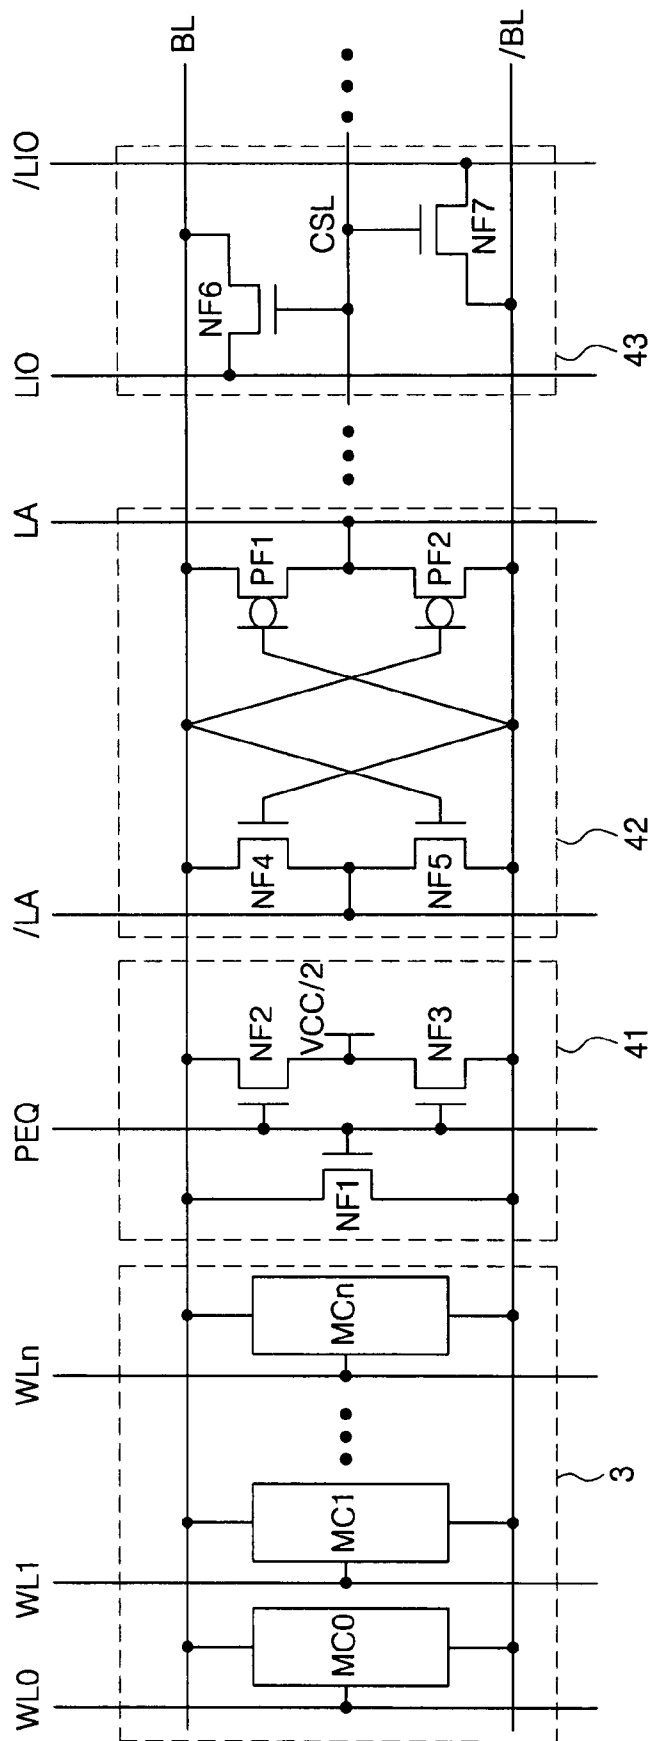 WL0
WL1
WLn
PEQ
/LA
LA
LIO
/LIO
BL
MC0
MC1
MCn
NF1
NF2
VCC/2
NF3
NF4
NF5
PF1
PF2
NF6
CSL
NF7
/BL
3
41
42
43